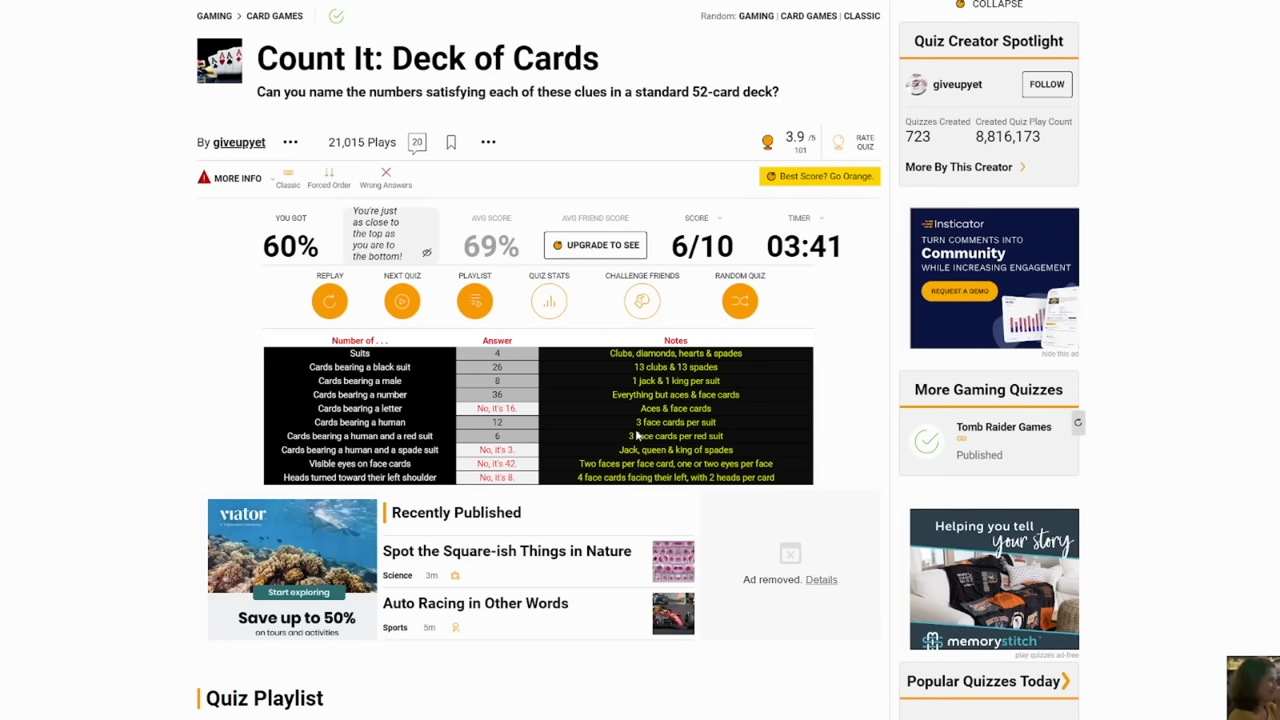 COLLAPSE
GAMING > CARD GAMES
Random: GAMING | CARD GAMES | CLASSIC
Count It: Deck of Cards
Can you name the numbers satisfying each of these clues in a standard 52-card deck?
By giveupyet ••• 21,015 Plays 20 •••
3.9 /5
101
RATE QUIZ
MORE INFO
Classic Forced Order Wrong Answers
Best Score? Go Orange.
YOU GOT
60%
You're just
as close to
the top as
you are to
the bottom!
AVG SCORE
69%
AVG FRIEND SCORE
UPGRADE TO SEE
SCORE
6/10
TIMER
03:41
REPLAY NEXT QUIZ PLAYLIST QUIZ STATS CHALLENGE FRIENDS RANDOM QUIZ
Number of . . . Answer Notes
Suits 4 Clubs, diamonds, hearts & spades
Cards bearing a black suit 26 13 clubs & 13 spades
Cards bearing a male 8 1 jack & 1 king per suit
Cards bearing a number 36 Everything but aces & face cards
Cards bearing a letter No, it's 16. Aces & face cards
Cards bearing a human 12 3 face cards per suit
Cards bearing a human and a red suit 6 3 face cards per red suit
Cards bearing a human & a spade suit No, it's 3. Jack, queen & king of spades
Visible eyes on face cards No, it's 42. Two faces per face card, one or two eyes per face
Heads turned toward their left shoulder No, it's 8. 4 face cards facing their left, with 2 heads per card
viator
Start exploring
Save up to 50%
on tours and activities
Recently Published
Spot the Square-ish Things in Nature
Science 3m
Auto Racing in Other Words
Sports 5m
Ad removed. Details
Quiz Playlist
Quiz Creator Spotlight
giveupyet FOLLOW
Quizzes Created Created Quiz Play Count
723 8,816,173
More By This Creator
Insticator
TURN COMMENTS INTO
Community
WHILE INCREASING ENGAGEMENT
REQUEST A DEMO
hide this ad
More Gaming Quizzes
Tomb Raider Games
Published
Helping you tell
your story
memorystitch
play quizzes ad-free
Popular Quizzes Today